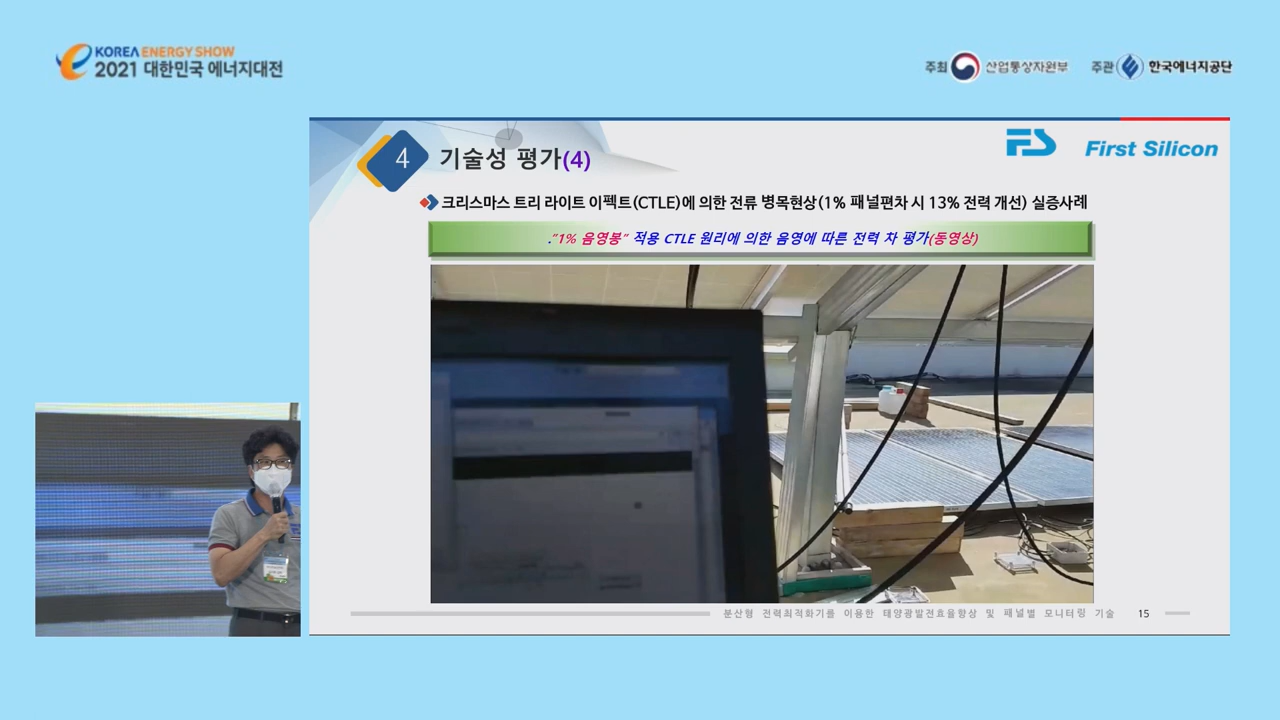 KOREA ENERGY SHOW
2021 대한민국 에너지대전
주최 산업통상자원부 주관 한국에너지공단
4
기술성 평가(4)
FS First Silicon
크리스마스 트리 라이트 이펙트(CTLE)에 의한 전류 병목현상(1% 패널편차 시 13% 전력 개선) 실증사례
."1% 음영봉" 적용 CTLE 원리에 의한 음영에 따른 전력 차 평가(동영상)
분산형 전력최적화기를 이용한 태양광발전효율향상 및 패널별 모니터링 기술 15